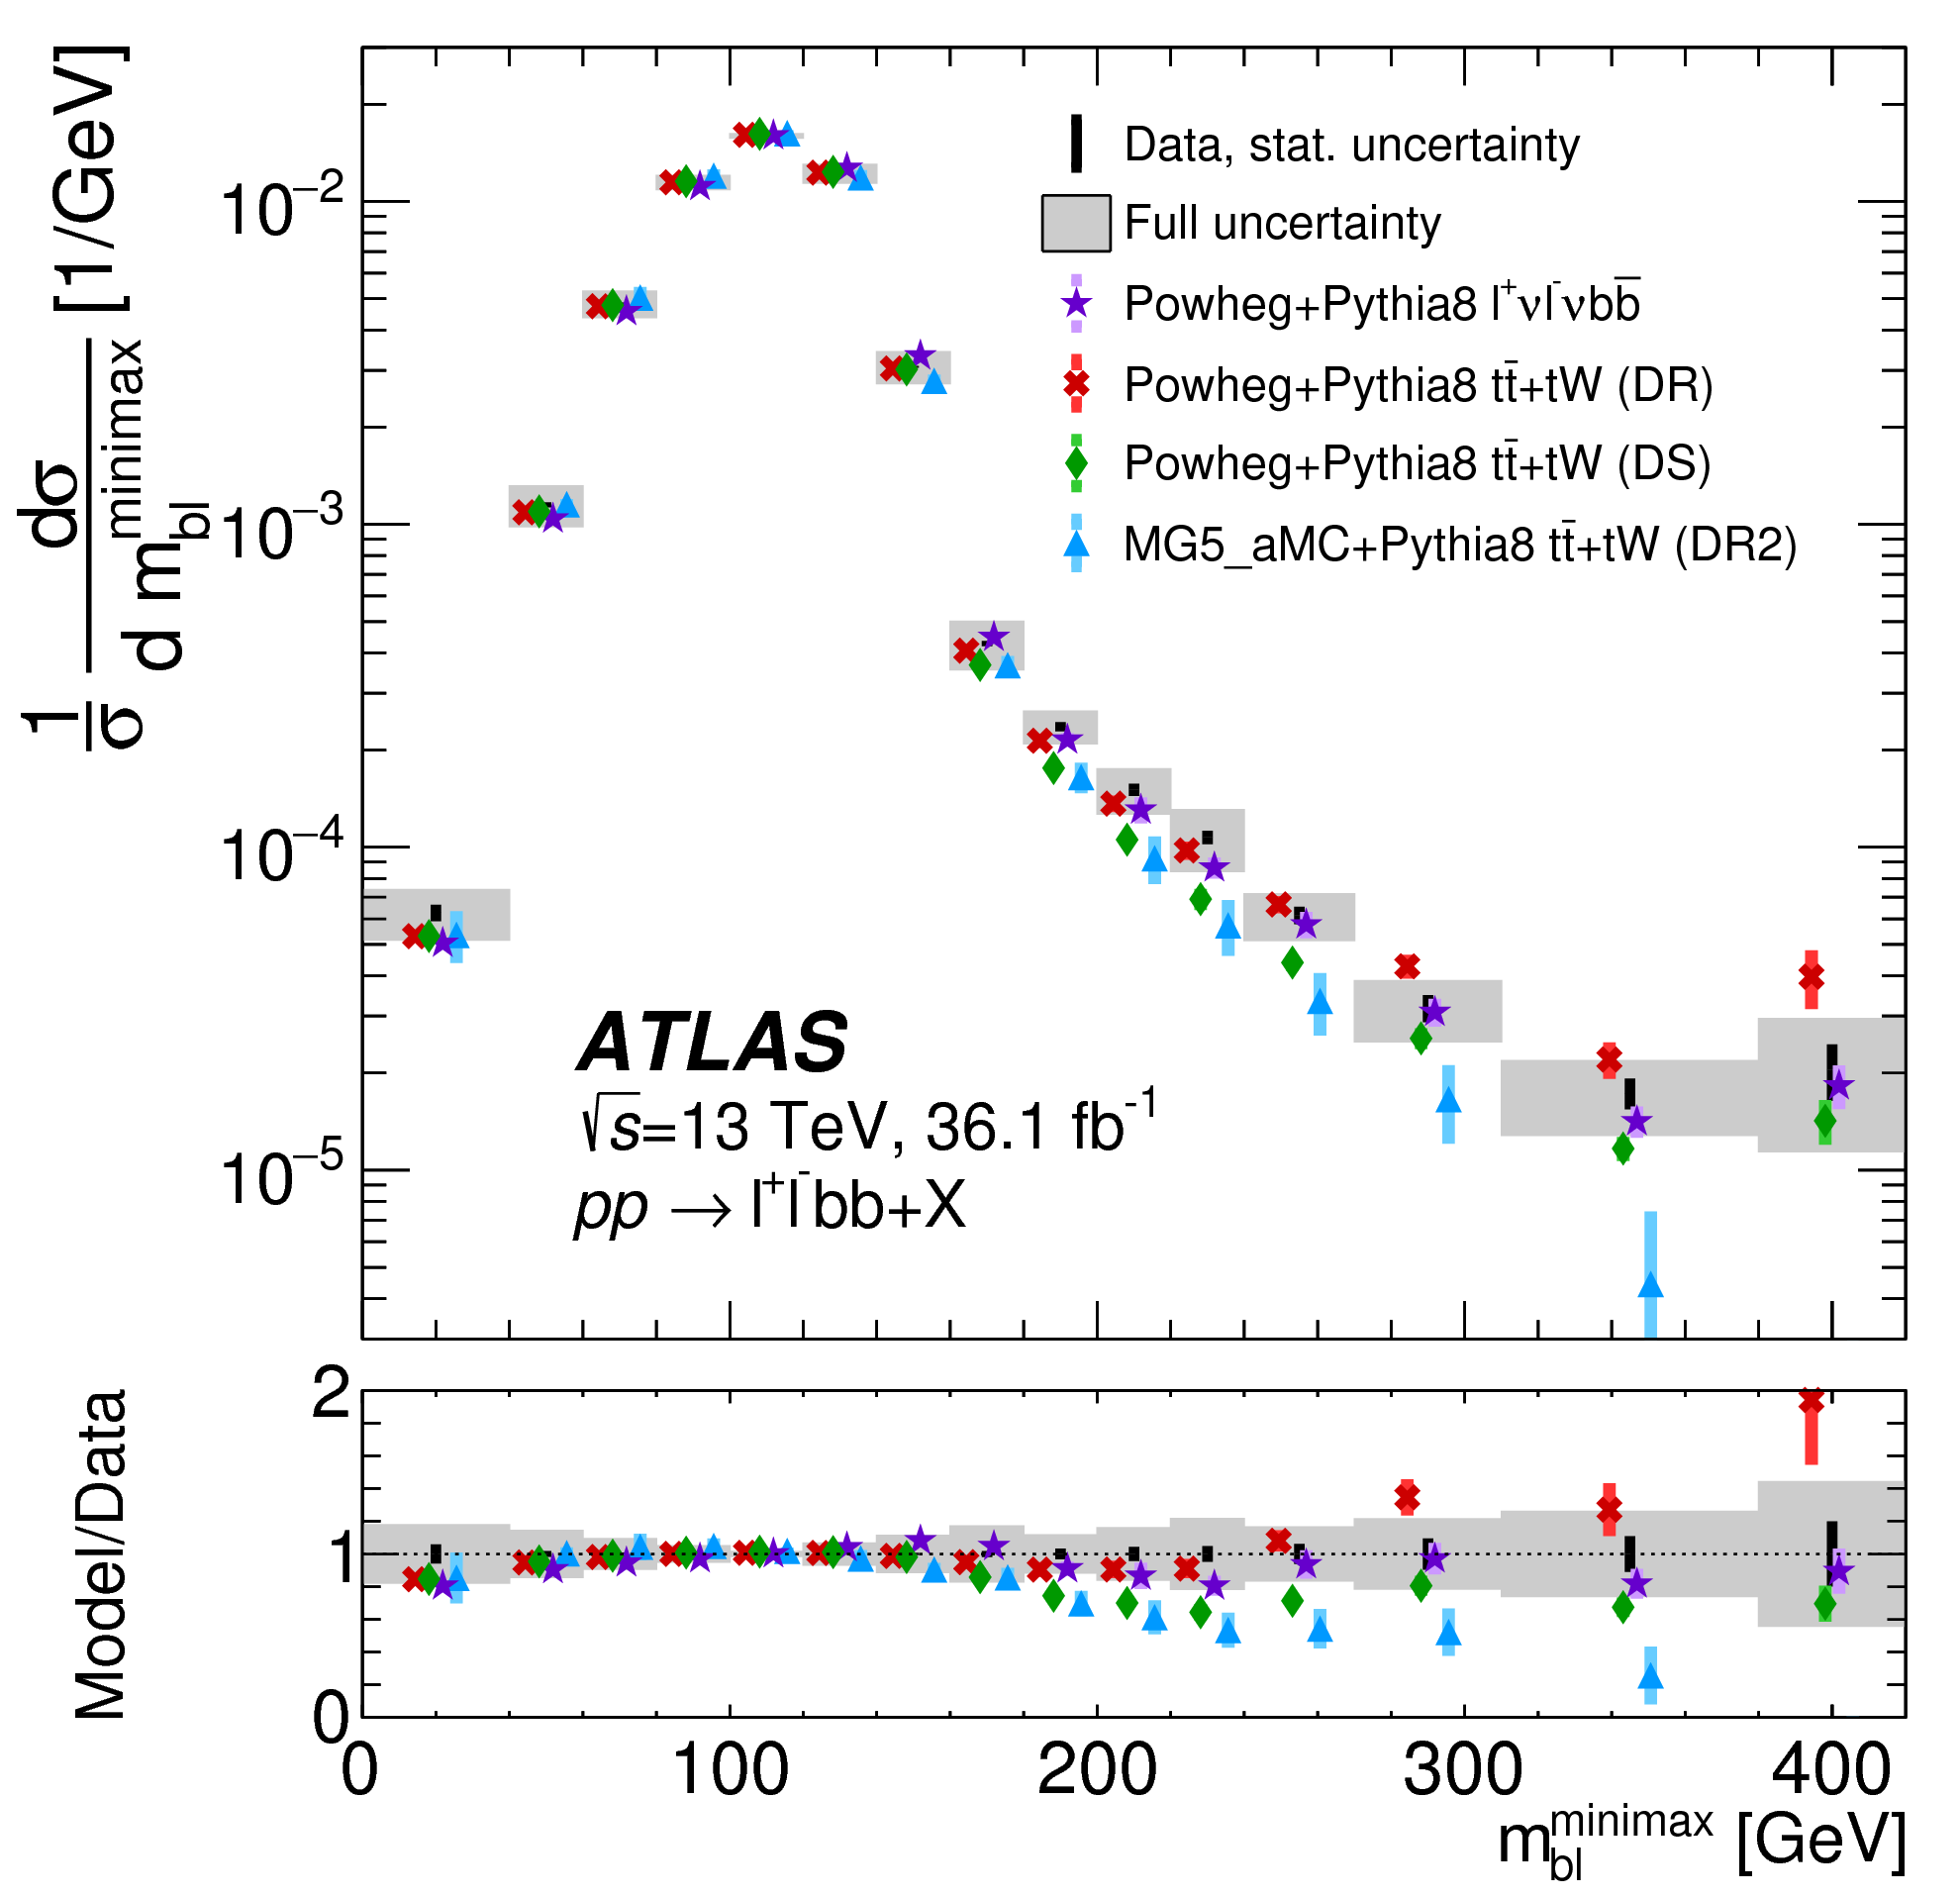 1/σ dσ/d m_bl^minimax [1/GeV]
10⁻²
10⁻³
10⁻⁴
10⁻⁵
Data, stat. uncertainty
Full uncertainty
Powheg+Pythia8 l⁺νl⁻νbb̅
Powheg+Pythia8 tt̄+tW (DR)
Powheg+Pythia8 tt̄+tW (DS)
MG5_aMC+Pythia8 tt̄+tW (DR2)
ATLAS
√s=13 TeV, 36.1 fb⁻¹
pp → l⁺l⁻bb+X
Model/Data
2
1
0
0 100 200 300 400
m_bl^minimax [GeV]